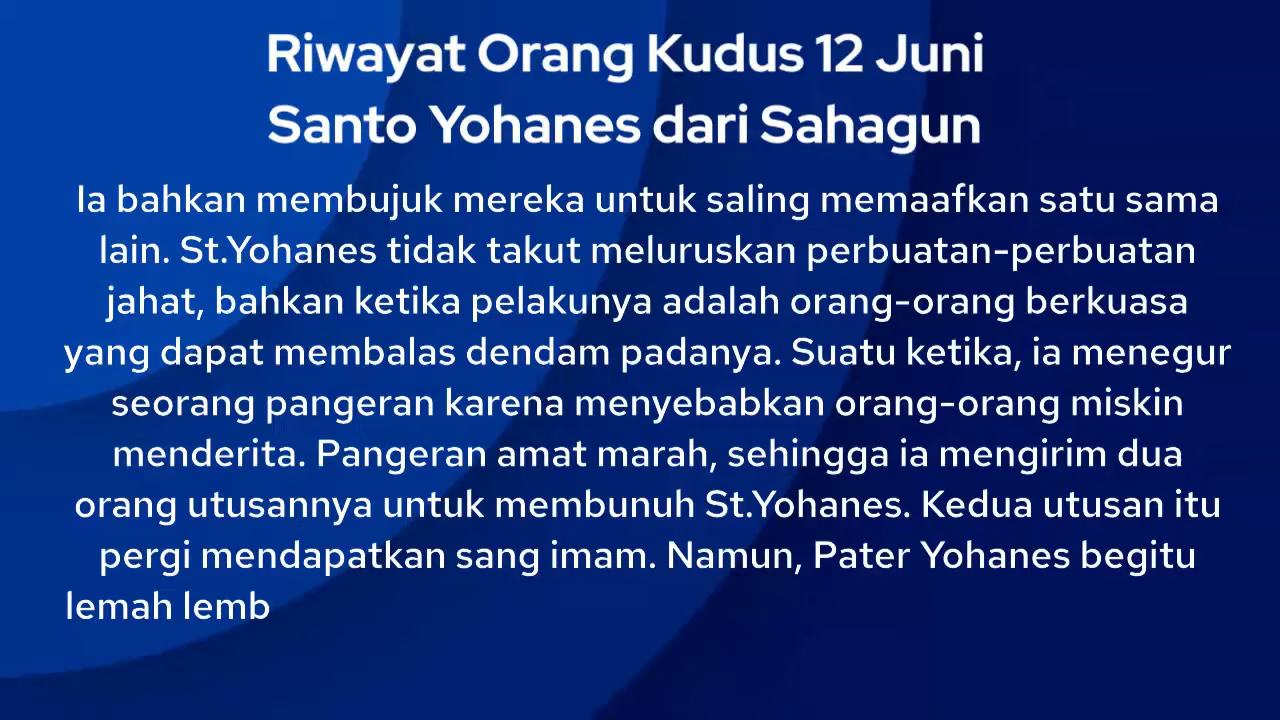 Riwayat Orang Kudus 12 Juni
Santo Yohanes dari Sahagun
Ia bahkan membujuk mereka untuk saling memaafkan satu sama
lain. St.Yohanes tidak takut meluruskan perbuatan-perbuatan
jahat, bahkan ketika pelakunya adalah orang-orang berkuasa
yang dapat membalas dendam padanya. Suatu ketika, ia menegur
seorang pangeran karena menyebabkan orang-orang miskin
menderita. Pangeran amat marah, sehingga ia mengirim dua
orang utusannya untuk membunuh St.Yohanes. Kedua utusan itu
pergi mendapatkan sang imam. Namun, Pater Yohanes begitu
lemah lemb